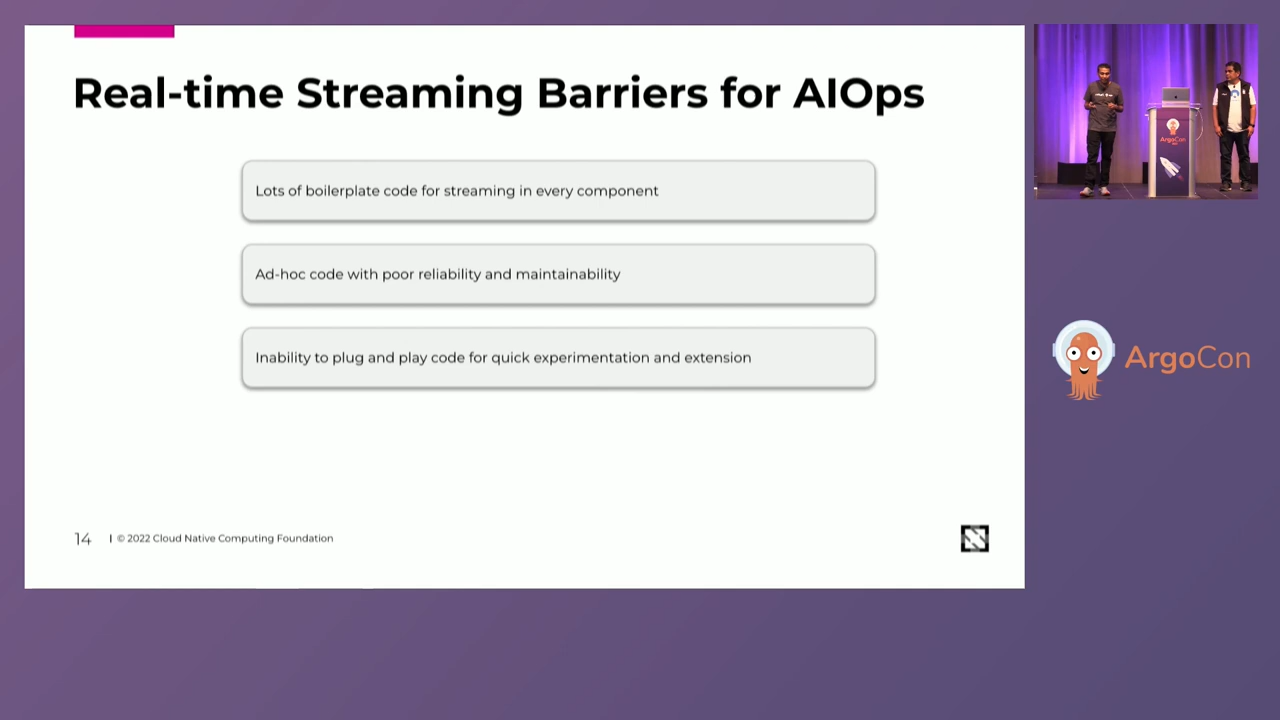 Real-time Streaming Barriers for AIOps
Lots of boilerplate code for streaming in every component
Ad-hoc code with poor reliability and maintainability
Inability to plug and play code for quick experimentation and extension
14 | © 2022 Cloud Native Computing Foundation
ArgoCon
ArgoCon